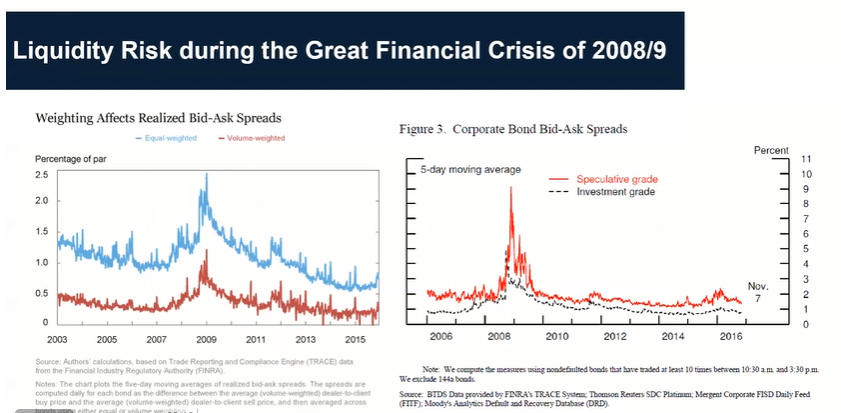 Liquidity Risk during the Great Financial Crisis of 2008/9
Weighting Affects Realized Bid-Ask Spreads
Equal-weighted Volume-weighted
Percentage of par
2.5
2.0
1.5
1.0
0.5
0
2003 2005 2007 2009 2011 2013 2015
Source: Authors' calculations, based on Trade Reporting and Compliance Engine (TRACE) data
from the Financial Industry Regulatory Authority (FINRA).
Notes: The chart plots the five-day moving averages of realized bid-ask spreads. The spreads are
computed daily for each bond as the difference between the average (volume-weighted) dealer-to-client
buy price and the average (volume-weighted) dealer-to-client sell price, and then averaged across
bonds using either equal or volume
Figure 3. Corporate Bond Bid-Ask Spreads
Percent
5-day moving average
Speculative grade
Investment grade
11
10
9
8
7
6
5
4
3
2
1
0
Nov.
7
2006 2008 2010 2012 2014 2016
Note: We compute the measures using nondefaulted bonds that have traded at least 10 times between 10:30 a.m. and 3:30 p.m.
We exclude 144a bonds.
Source: BTDS Data provided by FINRA's TRACE System; Thomson Reuters SDC Platinum; Mergent Corporate FISD Daily Feed
(FITF); Moody's Analytics Default and Recovery Database (DRD).